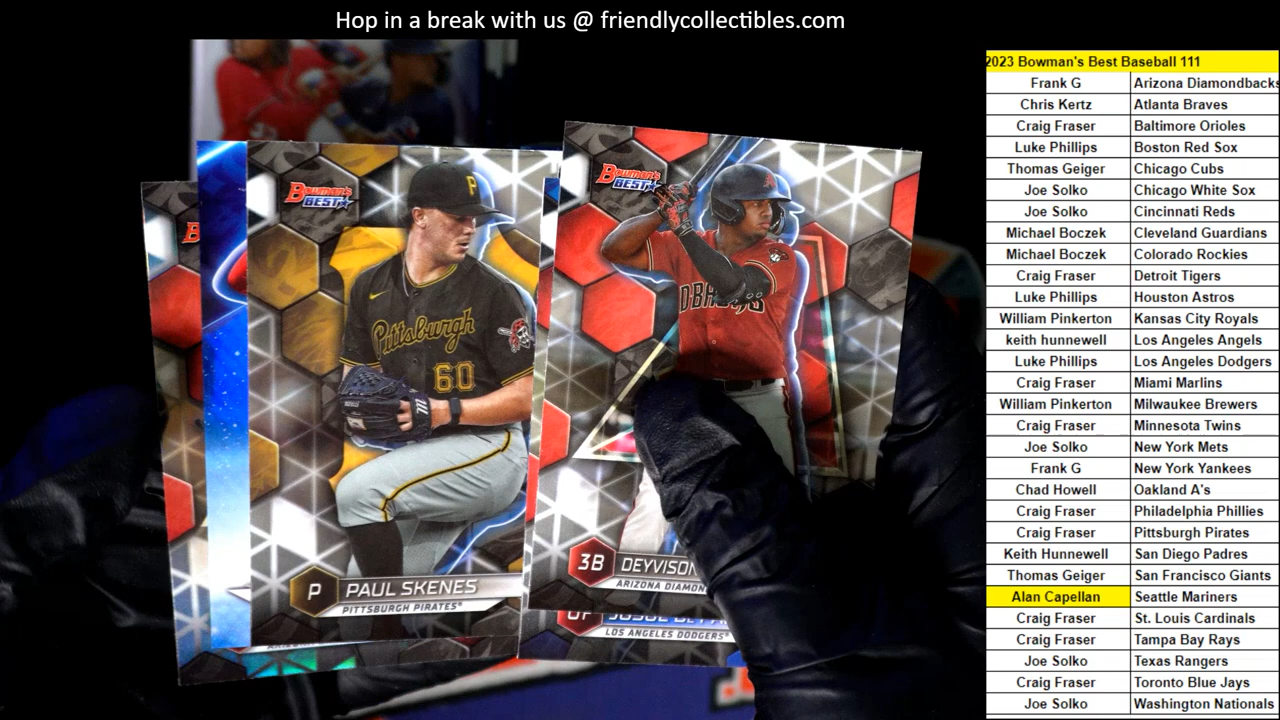 Hop in a break with us @ friendlycollectibles.com
2023 Bowman's Best Baseball 111
Frank G Arizona Diamondbacks
Chris Kertz Atlanta Braves
Craig Fraser Baltimore Orioles
Luke Phillips Boston Red Sox
Thomas Geiger Chicago Cubs
Joe Solko Chicago White Sox
Joe Solko Cincinnati Reds
Michael Boczek Cleveland Guardians
Michael Boczek Colorado Rockies
Craig Fraser Detroit Tigers
Luke Phillips Houston Astros
William Pinkerton Kansas City Royals
keith hunnewell Los Angeles Angels
Luke Phillips Los Angeles Dodgers
Craig Fraser Miami Marlins
William Pinkerton Milwaukee Brewers
Craig Fraser Minnesota Twins
Joe Solko New York Mets
Frank G New York Yankees
Chad Howell Oakland A's
Craig Fraser Philadelphia Phillies
Craig Fraser Pittsburgh Pirates
Keith Hunnewell San Diego Padres
Thomas Geiger San Francisco Giants
Alan Capellan Seattle Mariners
Craig Fraser St. Louis Cardinals
Craig Fraser Tampa Bay Rays
Joe Solko Texas Rangers
Craig Fraser Toronto Blue Jays
Joe Solko Washington Nationals
Bowman's
BEST
P
Pittsburgh
60
P PAUL SKENES
PITTSBURGH PIRATES
Bowman's
BEST
3B DEYVISON
ARIZONA
LOS ANGELES DODGERS